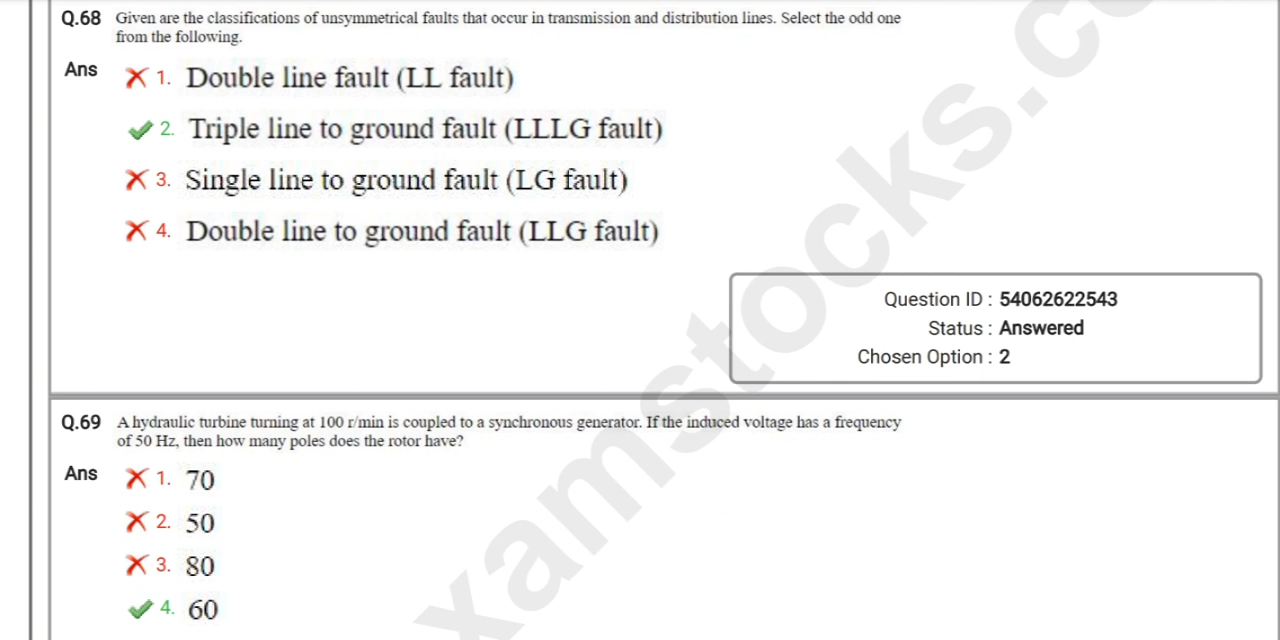 Q.68 Given are the classifications of unsymmetrical faults that occur in transmission and distribution lines. Select the odd one
from the following.
Ans 1. Double line fault (LL fault)
2. Triple line to ground fault (LLLG fault)
3. Single line to ground fault (LG fault)
4. Double line to ground fault (LLG fault)
Question ID : 54062622543
Status : Answered
Chosen Option : 2
Q.69 A hydraulic turbine turning at 100 r/min is coupled to a synchronous generator. If the induced voltage has a frequency
of 50 Hz, then how many poles does the rotor have?
Ans 1. 70
2. 50
3. 80
4. 60
xamstocks.c